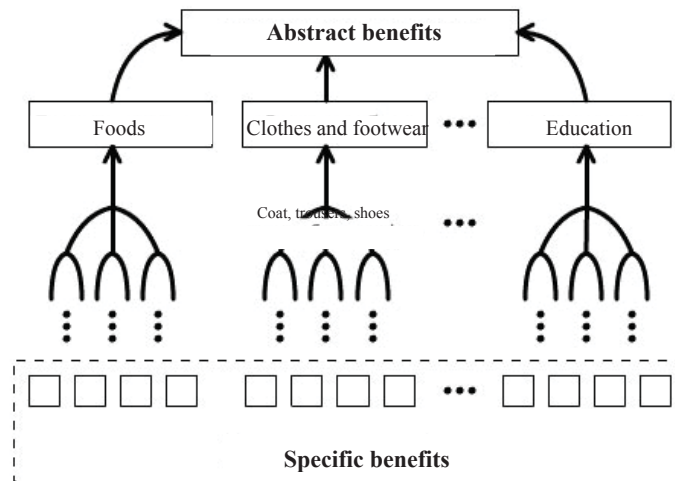 Abstract benefits
Foods
Clothes and footwear
Education
Coat, trousers, shoes
Specific benefits